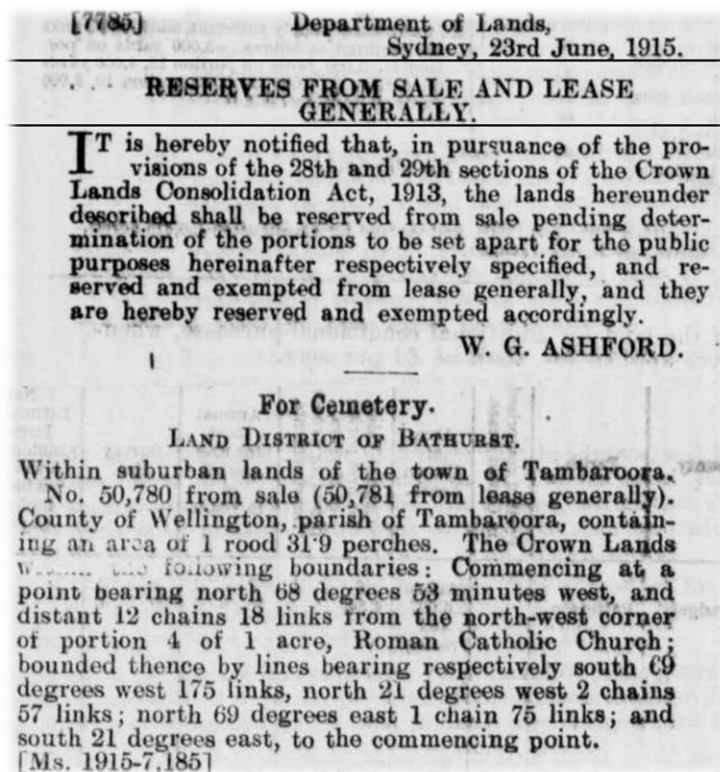 [7785] Department of Lands,
Sydney, 23rd June, 1915.
RESERVES FROM SALE AND LEASE
GENERALLY.
IT is hereby notified that, in pursuance of the pro-
visions of the 28th and 29th sections of the Crown
Lands Consolidation Act, 1913, the lands hereunder
described shall be reserved from sale pending deter-
mination of the portions to be set apart for the public
purposes hereinafter respectively specified, and re-
served and exempted from lease generally, and they
are hereby reserved and exempted accordingly.
W. G. ASHFORD.
For Cemetery.
LAND DISTRICT OF BATHURST.
Within suburban lands of the town of Tambaroora.
No. 50,780 from sale (50,781 from lease generally).
County of Wellington, parish of Tambaroora, contain-
ing an area of 1 rood 31·9 perches. The Crown Lands
following boundaries: Commencing at a
point bearing north 68 degrees 53 minutes west, and
distant 12 chains 18 links from the north-west corner
of portion 4 of 1 acre, Roman Catholic Church;
bounded thence by lines bearing respectively south 69
degrees west 175 links, north 21 degrees west 2 chains
57 links; north 69 degrees east 1 chain 75 links; and
south 21 degrees east, to the commencing point.
[Ms. 1915-7,185]